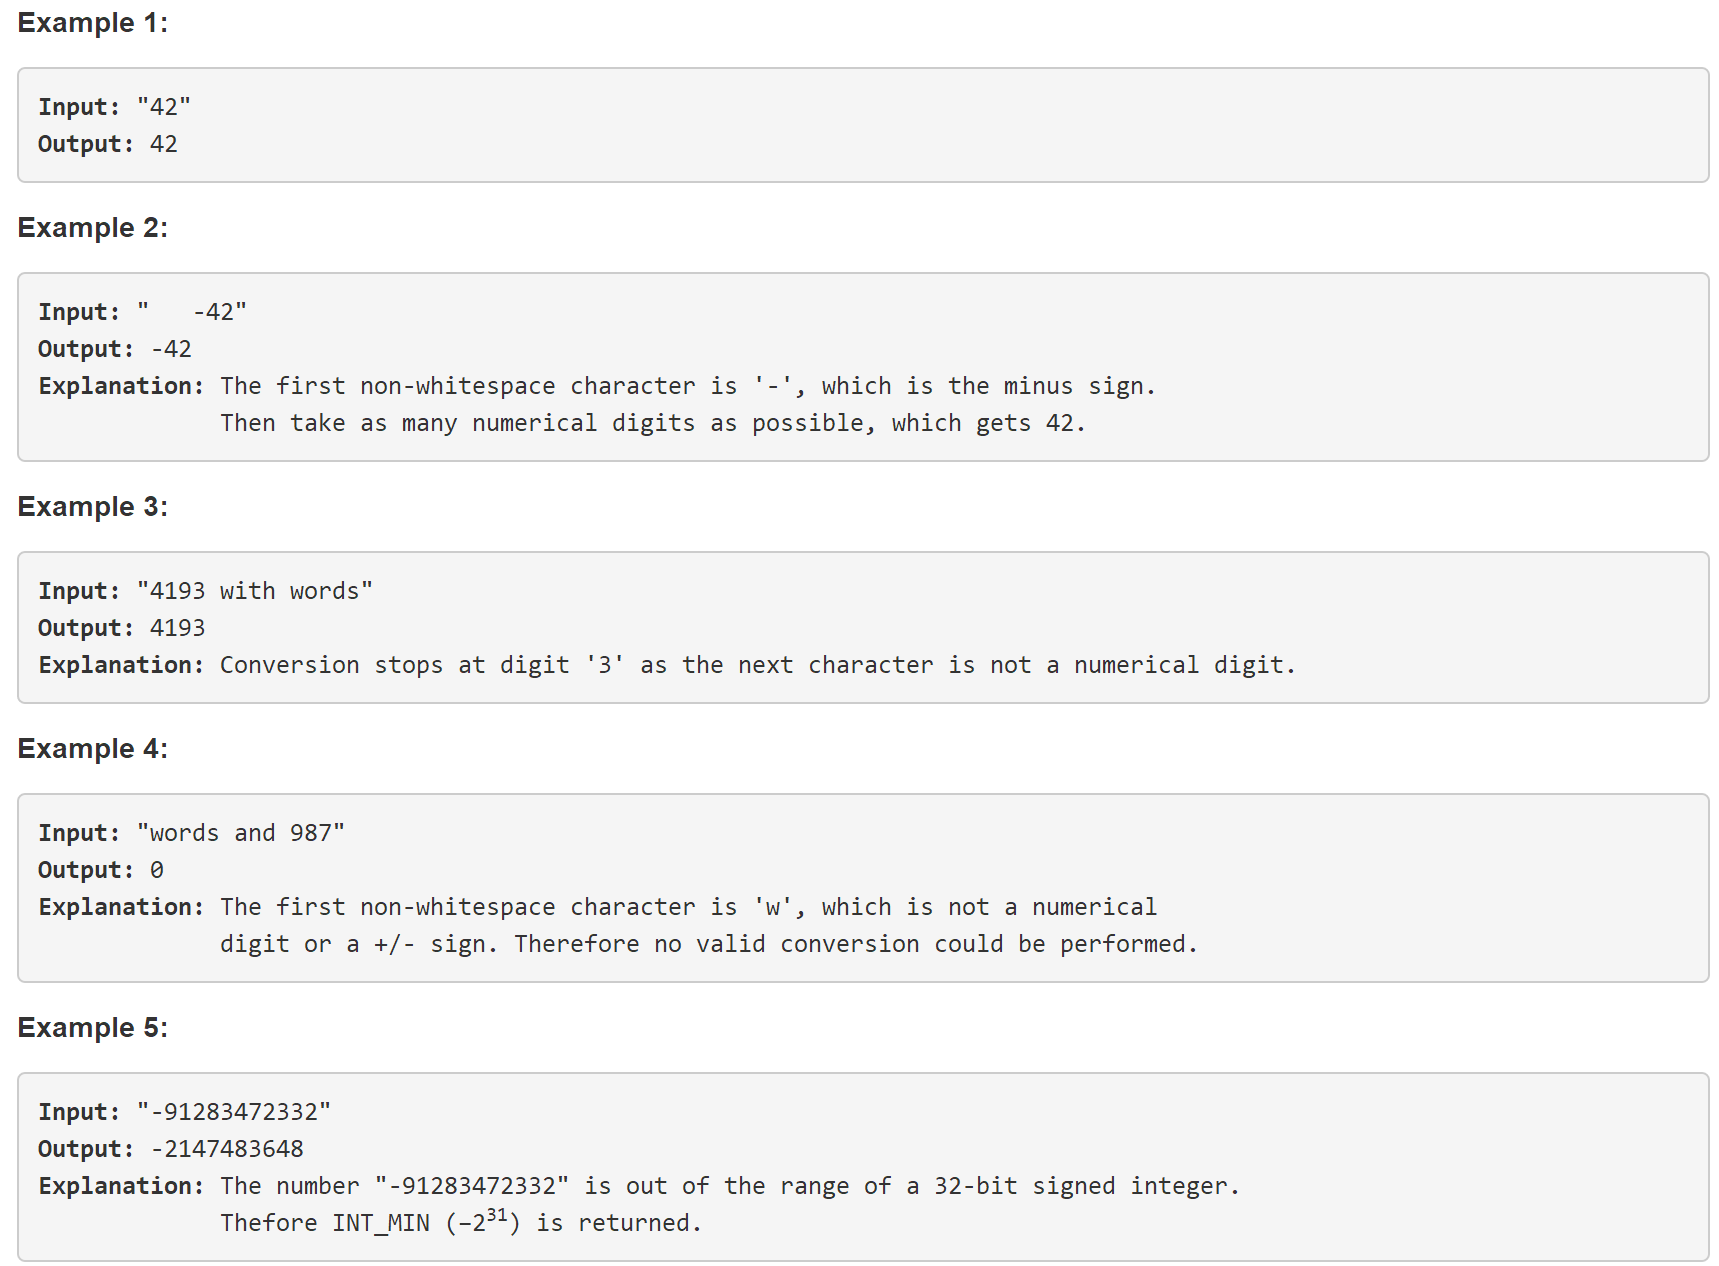 Example 1:
Input: "42"
Output: 42
Example 2:
Input: "   -42"
Output: -42
Explanation: The first non-whitespace character is '-', which is the minus sign.
Then take as many numerical digits as possible, which gets 42.
Example 3:
Input: "4193 with words"
Output: 4193
Explanation: Conversion stops at digit '3' as the next character is not a numerical digit.
Example 4:
Input: "words and 987"
Output: 0
Explanation: The first non-whitespace character is 'w', which is not a numerical
digit or a +/- sign. Therefore no valid conversion could be performed.
Example 5:
Input: "-91283472332"
Output: -2147483648
Explanation: The number "-91283472332" is out of the range of a 32-bit signed integer.
Thefore INT_MIN (−2³¹) is returned.